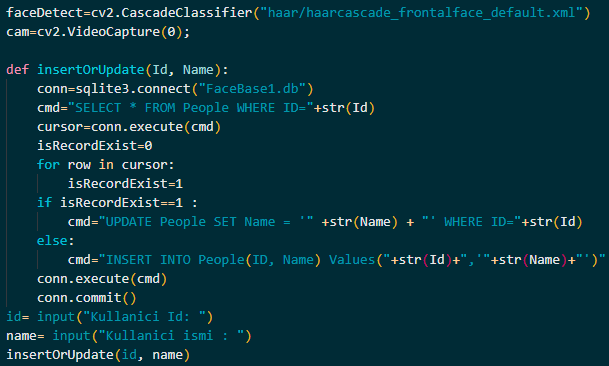 faceDetect=cv2.CascadeClassifier("haar/haarcascade_frontalface_default.xml")
cam=cv2.VideoCapture(0);
def insertOrUpdate(Id, Name):
    conn=sqlite3.connect("FaceBase1.db")
    cmd="SELECT * FROM People WHERE ID="+str(Id)
    cursor=conn.execute(cmd)
    isRecordExist=0
    for row in cursor:
        isRecordExist=1
    if isRecordExist==1 :
        cmd="UPDATE People SET Name = '" +str(Name) + "' WHERE ID="+str(Id)
    else:
        cmd="INSERT INTO People(ID, Name) Values("+str(Id)+",'"+str(Name)+"')"
    conn.execute(cmd)
    conn.commit()
id= input("Kullanici Id: ")
name= input("Kullanici ismi : ")
insertOrUpdate(id, name)